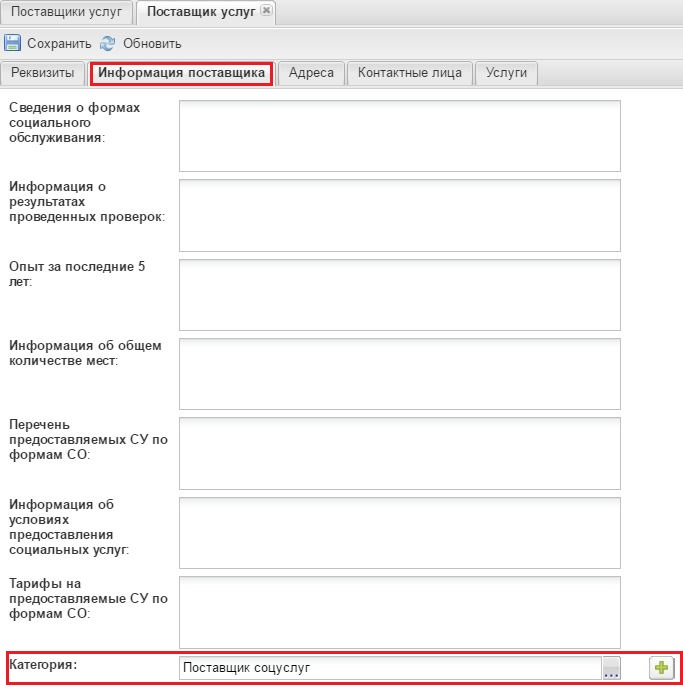 Поставщики услуг Поставщик услуг
Сохранить Обновить
Реквизиты Информация поставщика Адреса Контактные лица Услуги
Сведения о формах
социального
обслуживания:
Информация о
результатах
проведенных проверок:
Опыт за последние 5
лет:
Информация об общем
количестве мест:
Перечень
предоставляемых СУ по
формам СО:
Информация об
условиях
предоставления
социальных услуг:
Тарифы на
предоставляемые СУ по
формам СО:
Категория: Поставщик соцуслуг ...